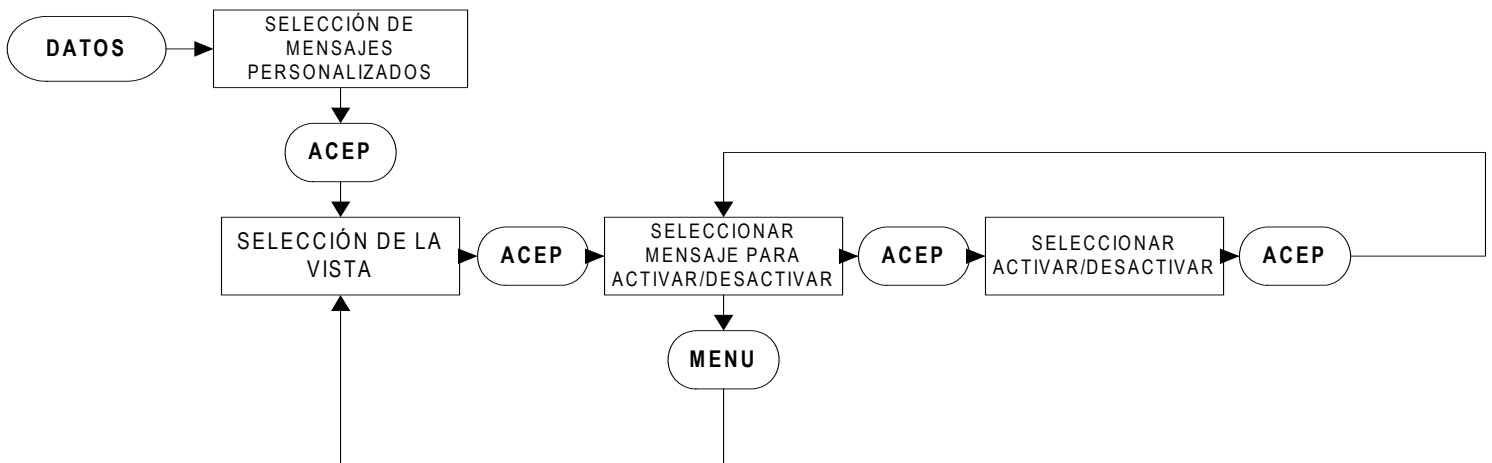 DATOS
SELECCIÓN DE
MENSAJES
PERSONALIZADOS
ACEP
SELECCIÓN DE LA
VISTA
ACEP
SELECCIONAR
MENSAJE PARA
ACTIVAR/DESACTIVAR
ACEP
SELECCIONAR
ACTIVAR/DESACTIVAR
ACEP
MENU